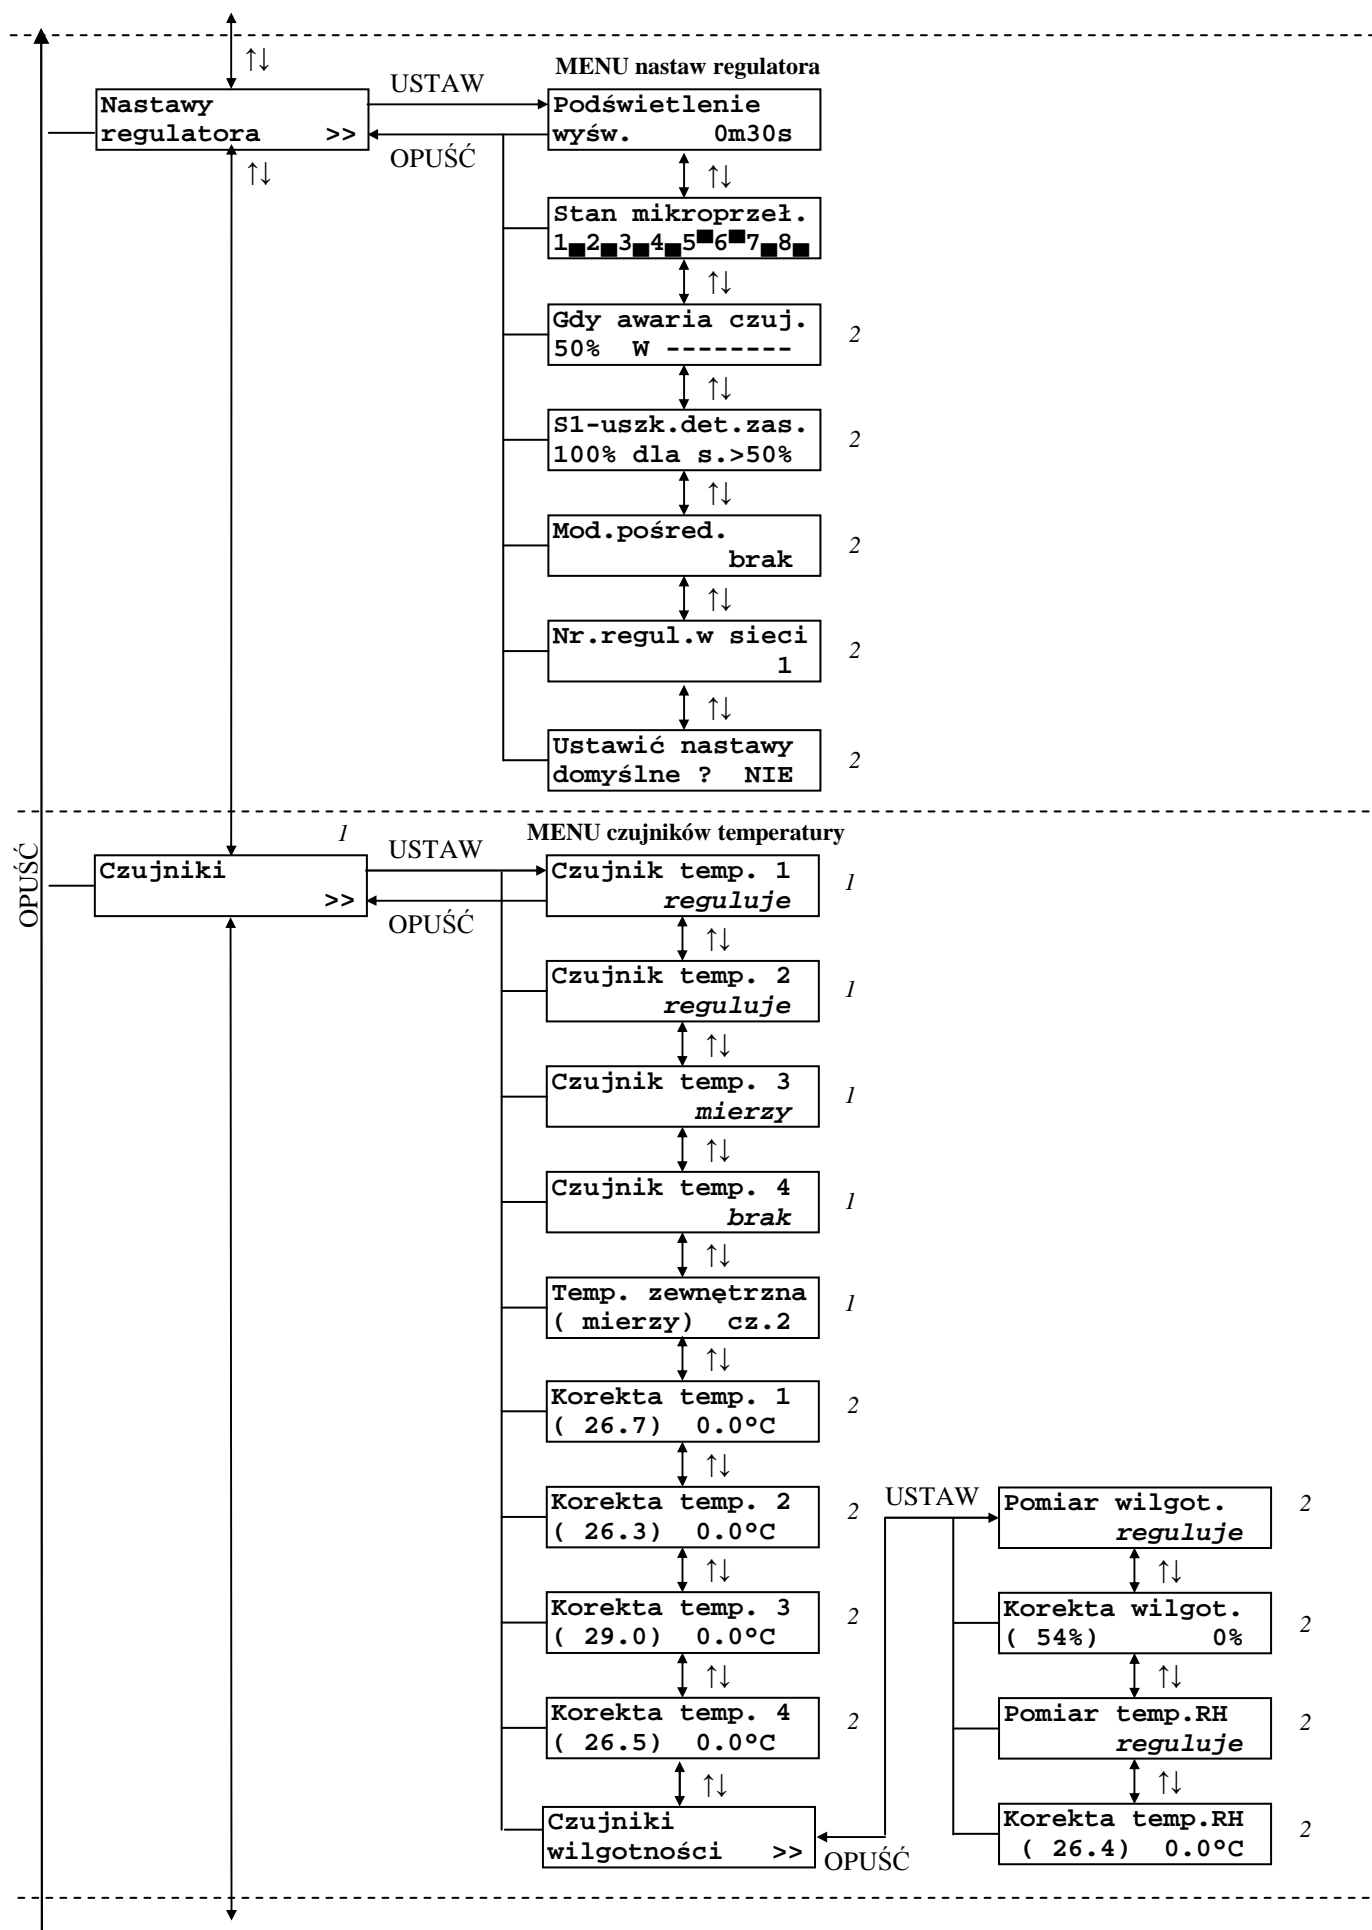 ↑↓
MENU nastaw regulatora
USTAW
Nastawy
regulatora >>
OPUŚĆ
↑↓
Podświetlenie
wyśw. 0m30s
↑↓
Stan mikroprzeł.
1▄2▄3▄4▄5▀6▀7▄8▄
↑↓
Gdy awaria czuj.
50% W --------
2
↑↓
S1-uszk.det.zas.
100% dla s.>50%
2
↑↓
Mod.pośred.
brak
2
↑↓
Nr.regul.w sieci
1
2
↑↓
Ustawić nastawy
domyślne ? NIE
2
OPUŚĆ
1
MENU czujników temperatury
USTAW
Czujniki
>>
OPUŚĆ
Czujnik temp. 1
reguluje
1
↑↓
Czujnik temp. 2
reguluje
1
↑↓
Czujnik temp. 3
mierzy
1
↑↓
Czujnik temp. 4
brak
1
↑↓
Temp. zewnętrzna
( mierzy) cz.2
1
↑↓
Korekta temp. 1
( 26.7) 0.0°C
2
↑↓
Korekta temp. 2
( 26.3) 0.0°C
2
↑↓
Korekta temp. 3
( 29.0) 0.0°C
2
↑↓
Korekta temp. 4
( 26.5) 0.0°C
2
↑↓
Czujniki
wilgotności >>
USTAW
OPUŚĆ
Pomiar wilgot.
reguluje
2
↑↓
Korekta wilgot.
( 54%) 0%
2
↑↓
Pomiar temp.RH
reguluje
2
↑↓
Korekta temp.RH
( 26.4) 0.0°C
2